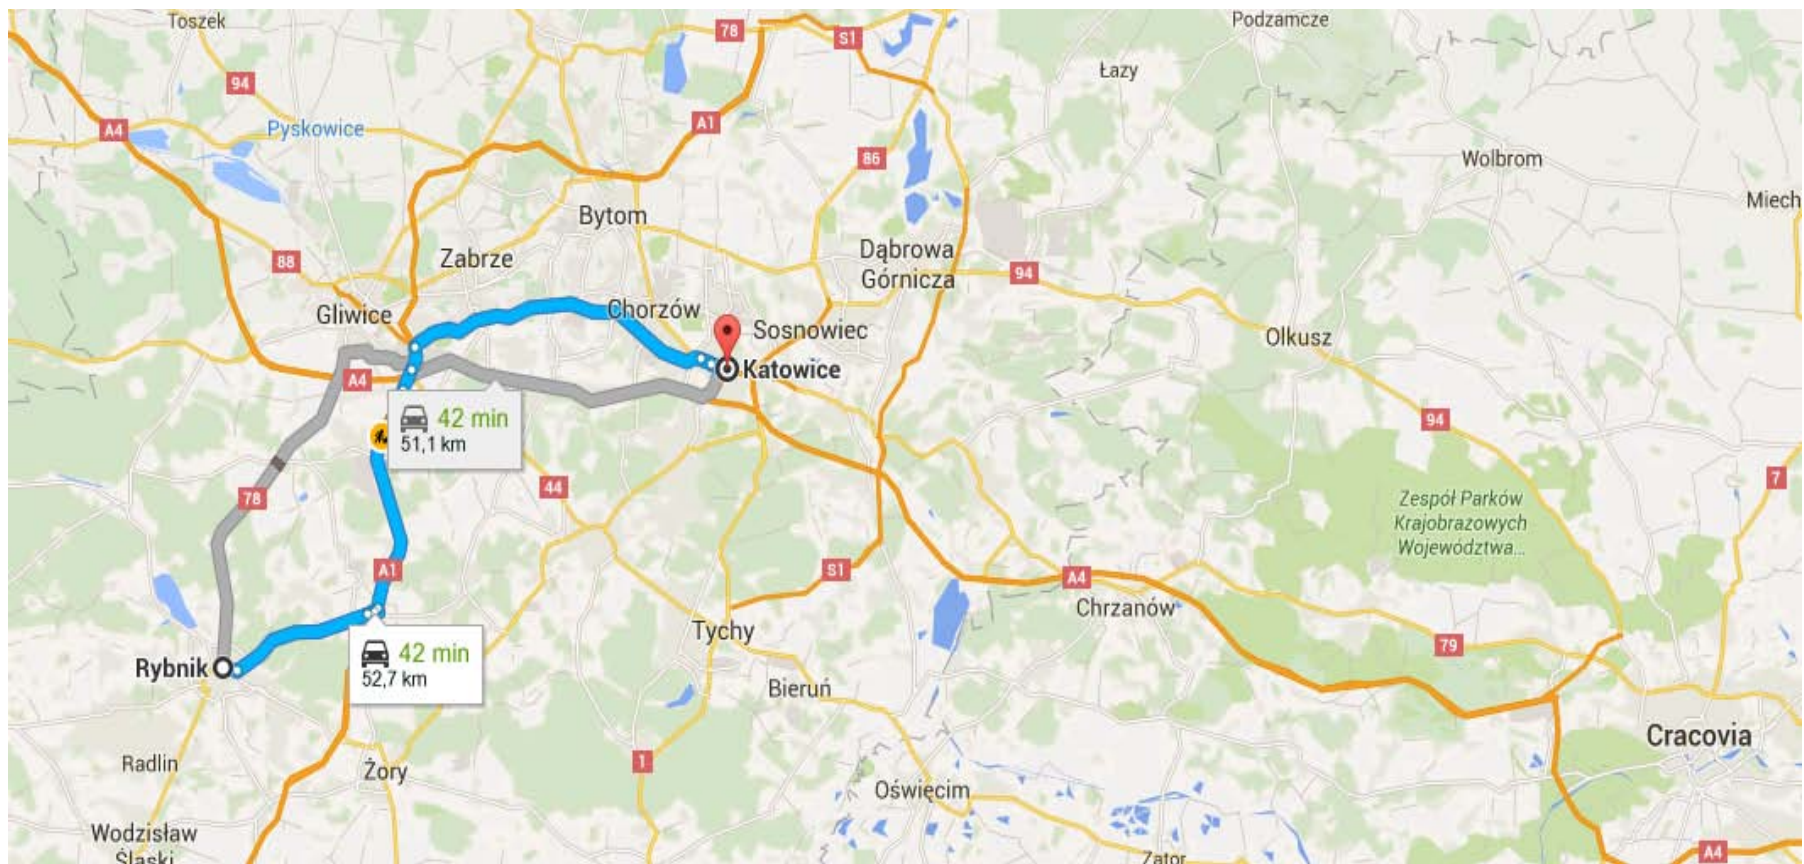 Toszek
78
S1
Podzamcze
94
Łazy
A4
Pyskowice
A1
86
Wolbrom
Miech
Bytom
88
Zabrze
Dąbrowa
Górnicza
94
Gliwice
Chorzów
Sosnowiec
Olkusz
A4
Katowice
42 min
51,1 km
94
78
44
7
Zespół Parków
Krajobrazowych
Województwa...
A1
S1
A4
Chrzanów
Tychy
79
Rybnik
42 min
52,7 km
Bieruń
Cracovia
Radlin
Żory
1
Oświęcim
Wodzisław
Śląski
Zator
A4